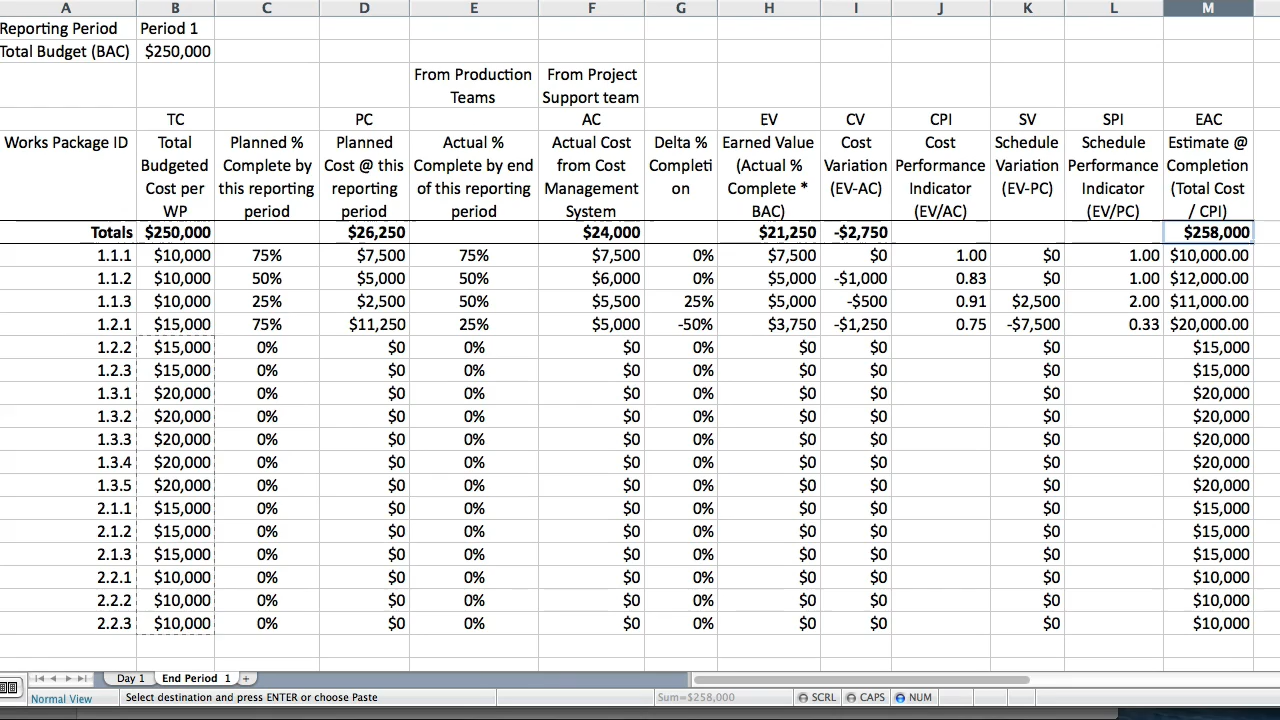 A B C D E F G H I J K L M
Reporting Period Period 1
Total Budget (BAC) $250,000
From Production From Project
Teams Support team
TC PC AC EV CV CPI SV SPI EAC
Works Package ID Total Planned % Planned Actual % Actual Cost Delta % Earned Value Cost Cost Schedule Schedule Estimate @
Budgeted Complete by Cost @ this Complete by end from Cost Completi (Actual % Variation Performance Variation Performance Completion
Cost per this reporting reporting of this reporting Management on Complete * (EV-AC) Indicator (EV-PC) Indicator (Total Cost
WP period period period System BAC) (EV/AC) (EV/PC) / CPI)
Totals $250,000 $26,250 $24,000 $21,250 -$2,750 $258,000
1.1.1 $10,000 75% $7,500 75% $7,500 0% $7,500 $0 1.00 $0 1.00 $10,000.00
1.1.2 $10,000 50% $5,000 50% $6,000 0% $5,000 -$1,000 0.83 $0 1.00 $12,000.00
1.1.3 $10,000 25% $2,500 50% $5,500 25% $5,000 -$500 0.91 $2,500 2.00 $11,000.00
1.2.1 $15,000 75% $11,250 25% $5,000 -50% $3,750 -$1,250 0.75 -$7,500 0.33 $20,000.00
1.2.2 $15,000 0% $0 0% $0 0% $0 $0 $0 $15,000
1.2.3 $15,000 0% $0 0% $0 0% $0 $0 $0 $15,000
1.3.1 $20,000 0% $0 0% $0 0% $0 $0 $0 $20,000
1.3.2 $20,000 0% $0 0% $0 0% $0 $0 $0 $20,000
1.3.3 $20,000 0% $0 0% $0 0% $0 $0 $0 $20,000
1.3.4 $20,000 0% $0 0% $0 0% $0 $0 $0 $20,000
1.3.5 $20,000 0% $0 0% $0 0% $0 $0 $0 $20,000
2.1.1 $15,000 0% $0 0% $0 0% $0 $0 $0 $15,000
2.1.2 $15,000 0% $0 0% $0 0% $0 $0 $0 $15,000
2.1.3 $15,000 0% $0 0% $0 0% $0 $0 $0 $15,000
2.2.1 $10,000 0% $0 0% $0 0% $0 $0 $0 $10,000
2.2.2 $10,000 0% $0 0% $0 0% $0 $0 $0 $10,000
2.2.3 $10,000 0% $0 0% $0 0% $0 $0 $0 $10,000
Day 1 End Period 1 +
Normal View Select destination and press ENTER or choose Paste Sum=$258,000 SCRL CAPS NUM